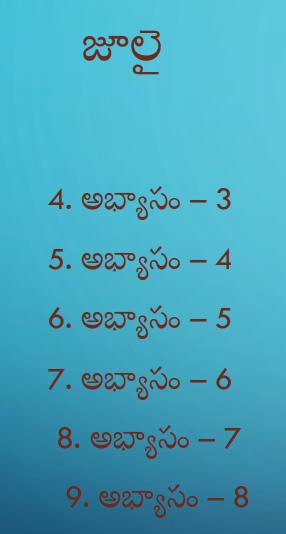 జూలై
4. అభ్యాసం – 3
5. అభ్యాసం – 4
6. అభ్యాసం – 5
7. అభ్యాసం – 6
8. అభ్యాసం – 7
9. అభ్యాసం – 8